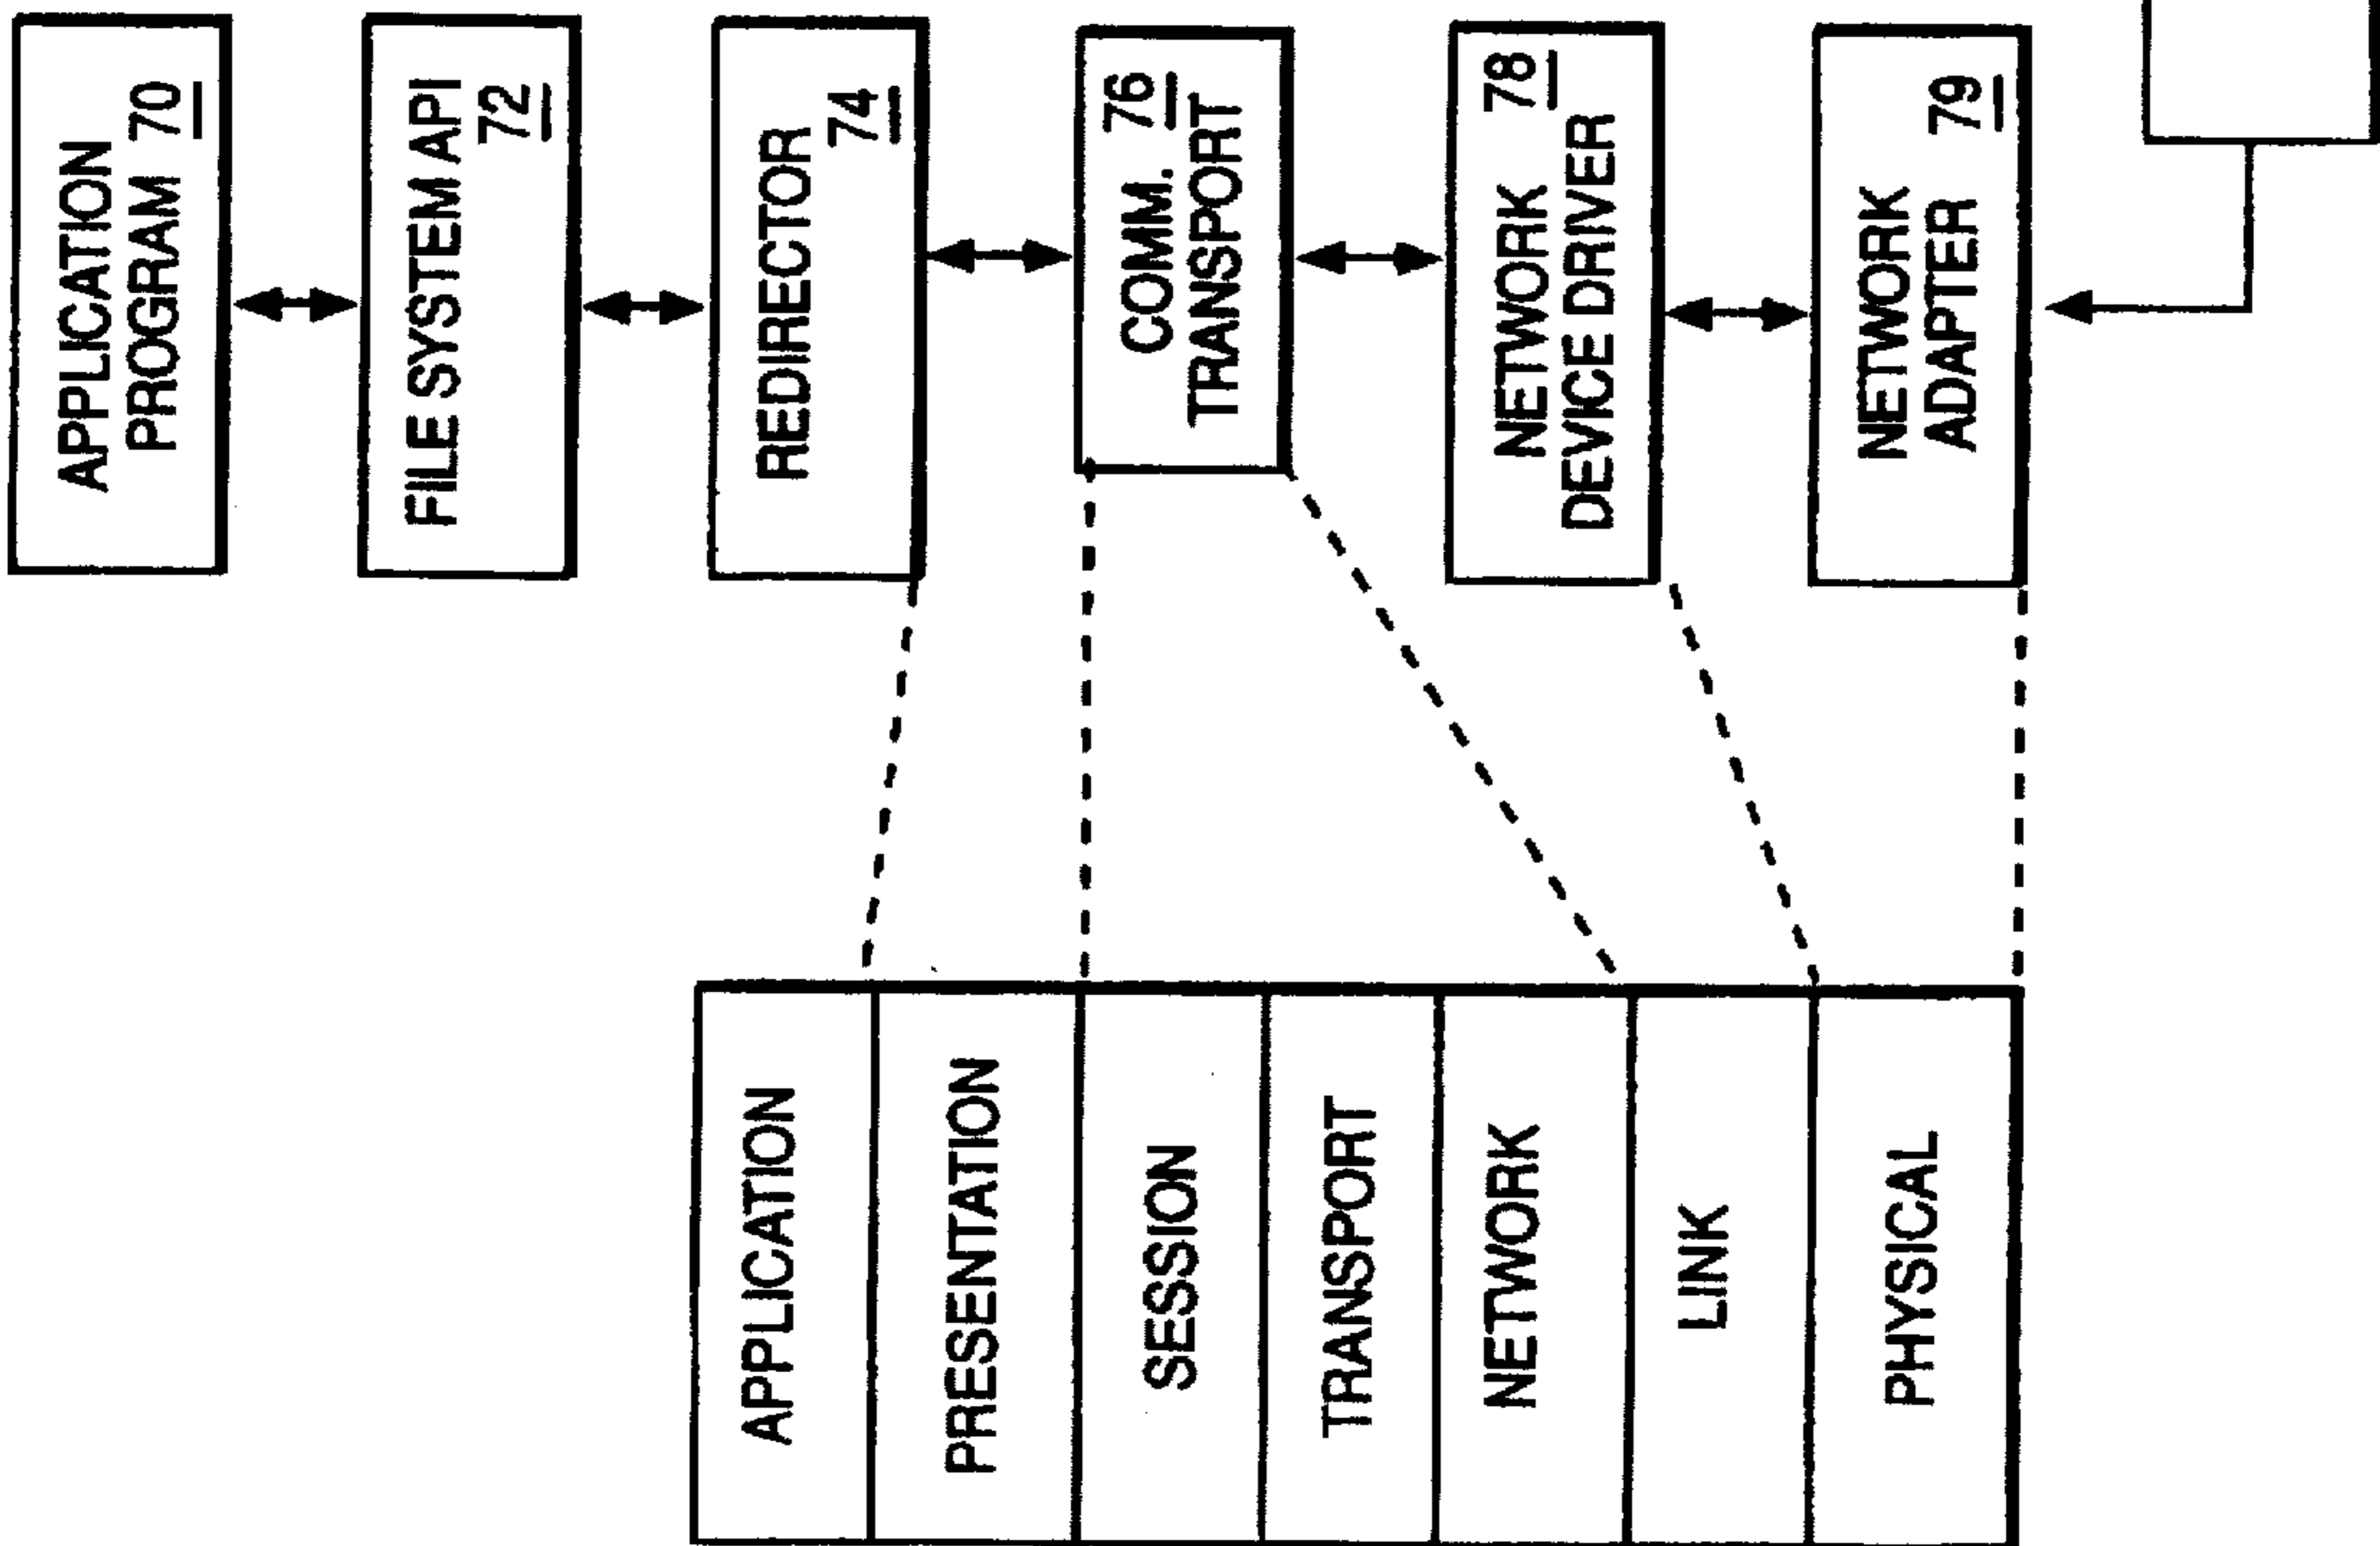 APPLICATION
PROGRAM 70
FILE SYSTEM API
72
REDIRECTOR
74
COMM. 76
TRANSPORT
NETWORK 78
DEVICE DRIVER
NETWORK
ADAPTER 79
APPLICATION
PRESENTATION
SESSION
TRANSPORT
NETWORK
LINK
PHYSICAL